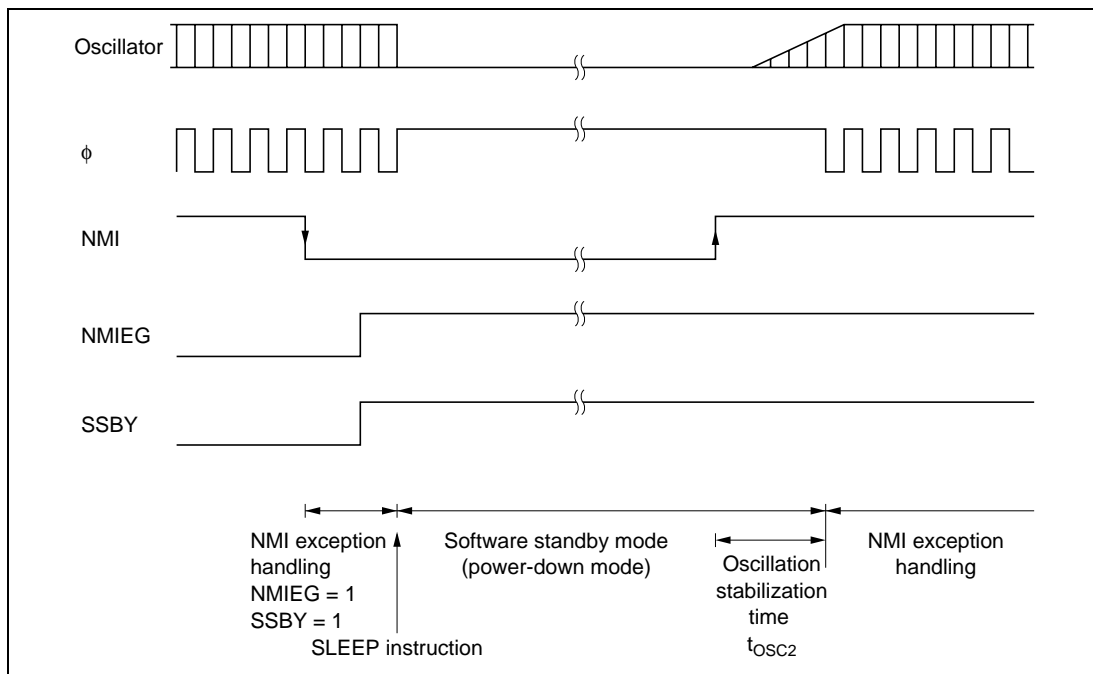 Oscillator
ϕ
NMI
NMIEG
SSBY
NMI exception
handling
NMIEG = 1
SSBY = 1
SLEEP instruction
Software standby mode
(power-down mode)
Oscillation
stabilization
time
tOSC2
NMI exception
handling